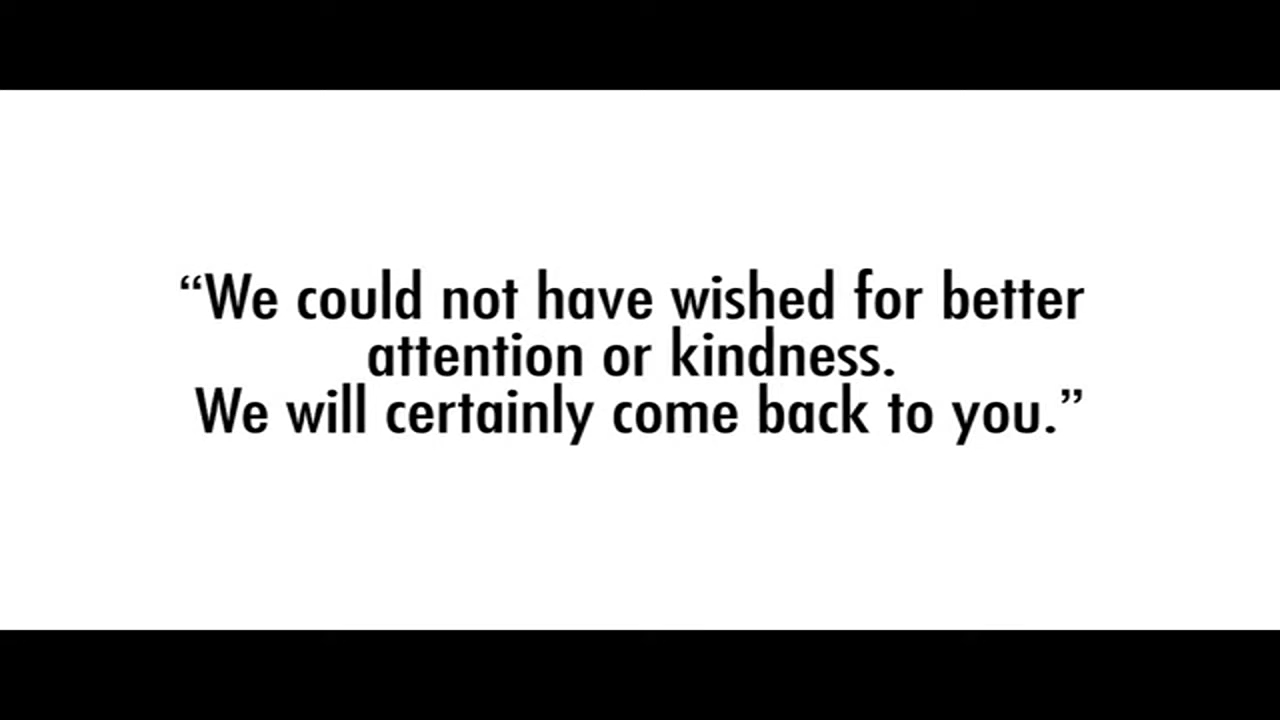 “We could not have wished for better
attention or kindness.
We will certainly come back to you.”